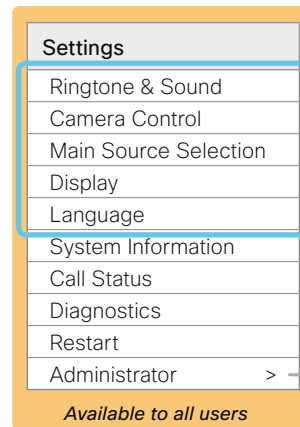 Settings
Ringtone & Sound
Camera Control
Main Source Selection
Display
Language
System Information
Call Status
Diagnostics
Restart
Administrator >
Available to all users